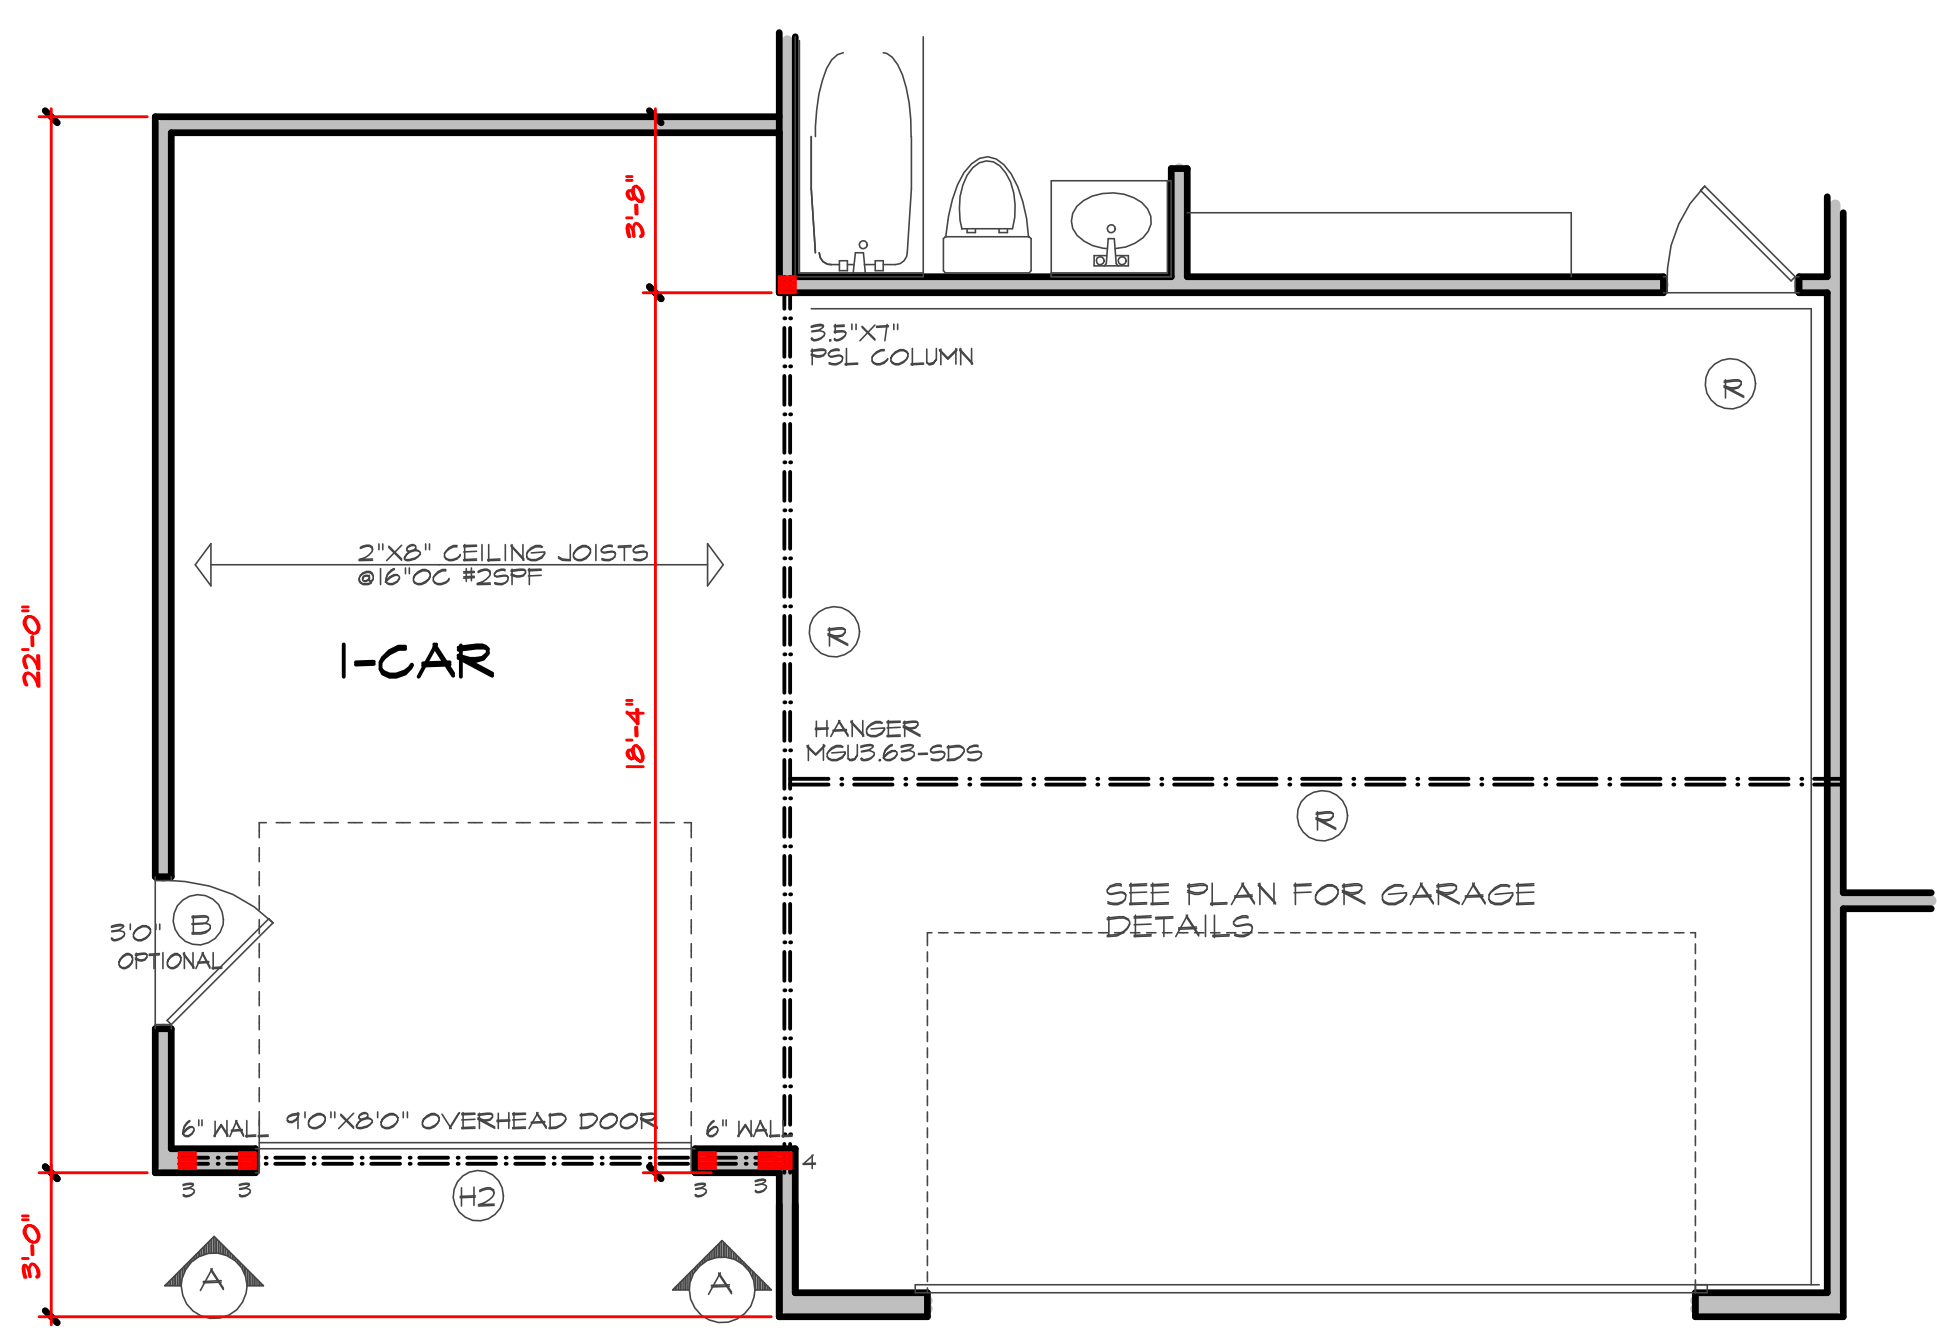 3'-8"
3.5"X7"
PSL COLUMN
R
2"X8" CEILING JOISTS
@16"OC #2SPF
22'-0"
1-CAR
R
18'-4"
HANGER
MGU3.63-SDS
R
SEE PLAN FOR GARAGE
DETAILS
B
3'0"
OPTIONAL
6" WALL
9'0"X8'0" OVERHEAD DOOR
6" WALL
4
3
3
H2
3
3
3'-0"
A
A